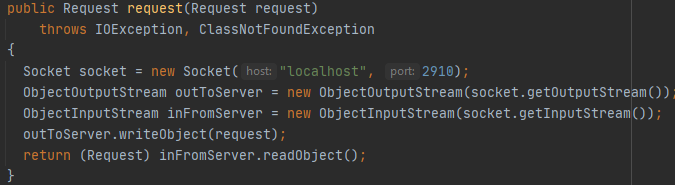 public Request request(Request request)
    throws IOException, ClassNotFoundException
{
  Socket socket = new Socket( host: "localhost", port: 2910);
  ObjectOutputStream outToServer = new ObjectOutputStream(socket.getOutputStream());
  ObjectInputStream inFromServer = new ObjectInputStream(socket.getInputStream());
  outToServer.writeObject(request);
  return (Request) inFromServer.readObject();
}